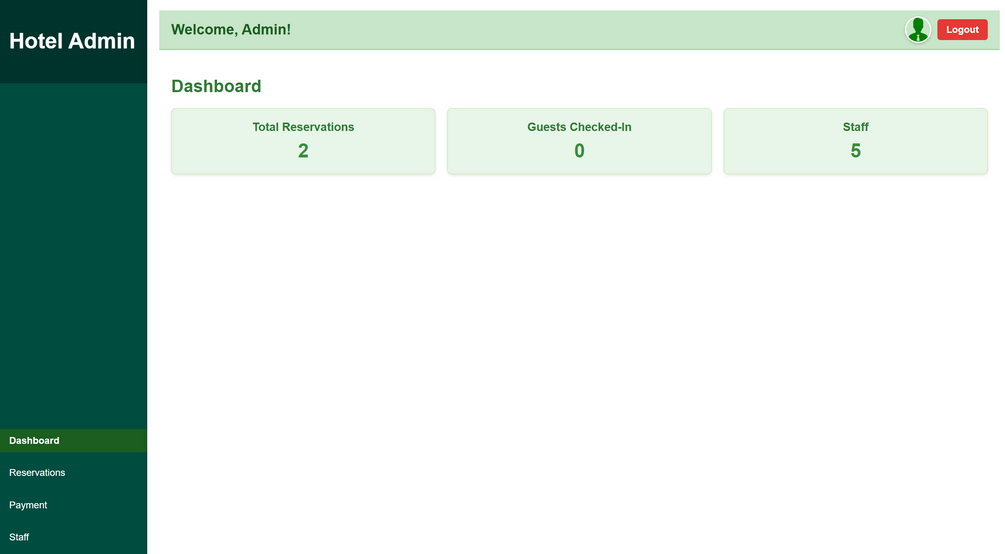 Hotel Admin
Welcome, Admin!
Logout
Dashboard
Total Reservations
2
Guests Checked-In
0
Staff
5
Dashboard
Reservations
Payment
Staff